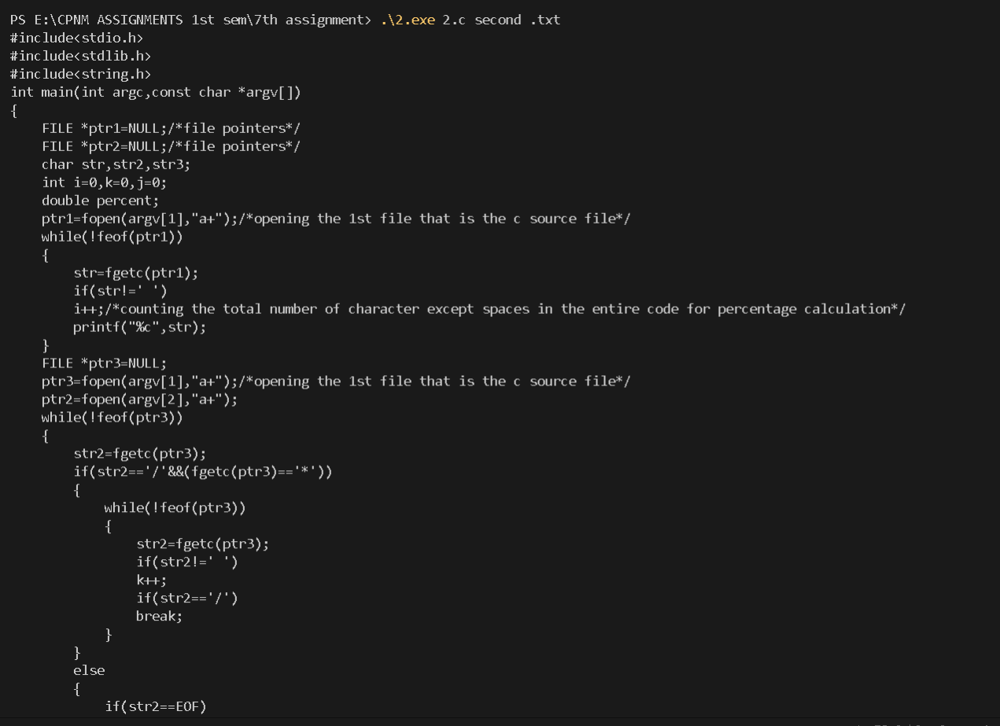 PS E:\CPNM ASSIGNMENTS 1st sem\7th assignment> .\2.exe 2.c second .txt
#include<stdio.h>
#include<stdlib.h>
#include<string.h>
int main(int argc,const char *argv[])
{
    FILE *ptr1=NULL;/*file pointers*/
    FILE *ptr2=NULL;/*file pointers*/
    char str,str2,str3;
    int i=0,k=0,j=0;
    double percent;
    ptr1=fopen(argv[1],"a+");/*opening the 1st file that is the c source file*/
    while(!feof(ptr1))
    {
        str=fgetc(ptr1);
        if(str!=' ')
        i++;/*counting the total number of character except spaces in the entire code for percentage calculation*/
        printf("%c",str);
    }
    FILE *ptr3=NULL;
    ptr3=fopen(argv[1],"a+");/*opening the 1st file that is the c source file*/
    ptr2=fopen(argv[2],"a+");
    while(!feof(ptr3))
    {
        str2=fgetc(ptr3);
        if(str2=='/'&&(fgetc(ptr3)=='*'))
        {
            while(!feof(ptr3))
            {
                str2=fgetc(ptr3);
                if(str2!=' ')
                k++;
                if(str2=='/')
                break;
            }
        }
        else
        {
            if(str2==EOF)